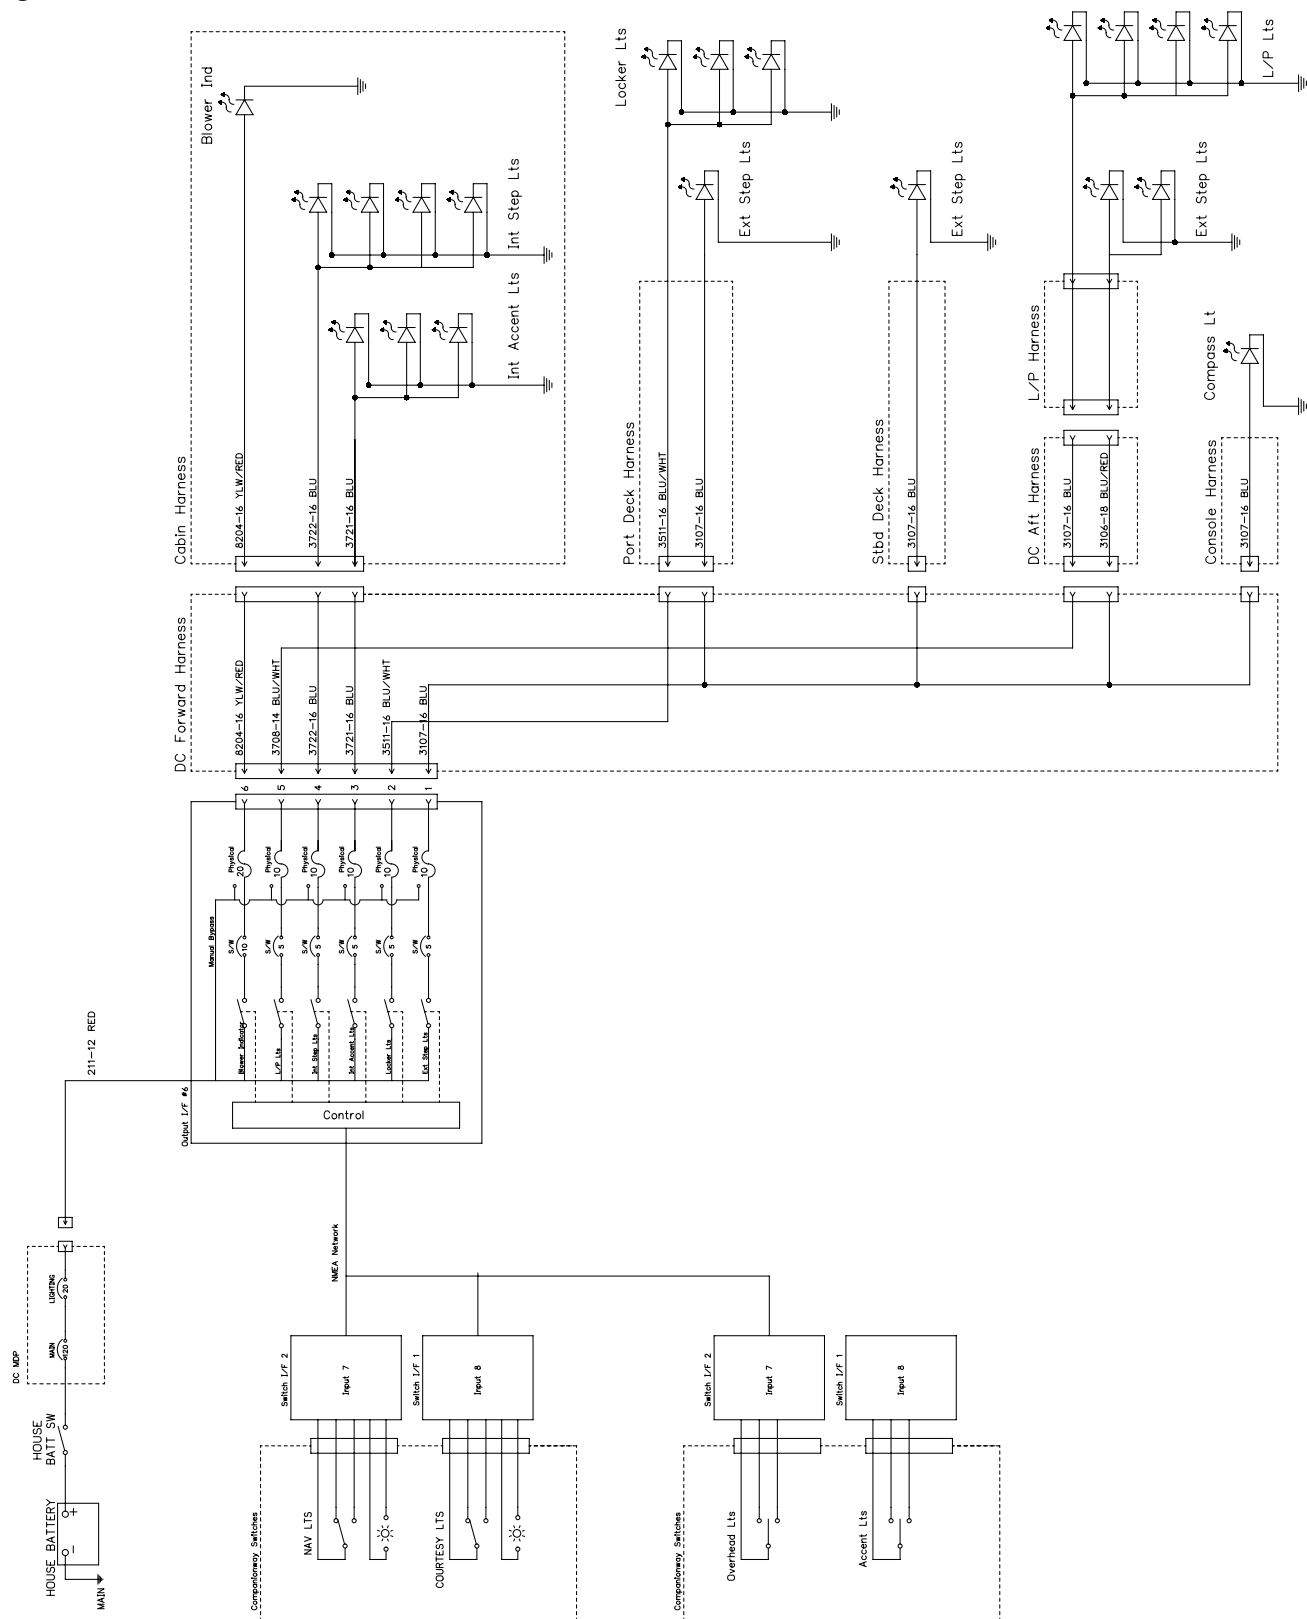 Blower Ind
Int Step Lts
Int Accent Lts
Cabin Harness
8204-16 YLW/RED
3722-16 BLU
3721-16 BLU
Locker Lts
Ext Step Lts
Port Deck Harness
3511-16 BLU/WHT
3107-16 BLU
Ext Step Lts
Stbd Deck Harness
3107-16 BLU
L/P Lts
Ext Step Lts
L/P Harness
DC Aft Harness
3107-16 BLU
3106-18 BLU/RED
Compass Lt
Console Harness
3107-16 BLU
DC Forward Harness
8204-16 YLW/RED
3708-14 BLU/WHT
3722-16 BLU
3721-16 BLU
3511-16 BLU/WHT
3107-16 BLU
6
5
4
3
2
1
Physical
20
Physical
10
Physical
10
Physical
10
Physical
10
Physical
10
Manual Bypass
S/W
10
S/W
5
S/W
5
S/W
5
S/W
5
S/W
5
Blower Indicator
L/P Lts
Int Step Lts
Int Accent Lts
Locker Lts
Ext Step Lts
Control
Output I/F #6
211-12 RED
NMEA Network
DC MDP
LIGHTING
20
MAIN
120
HOUSE
BATT SW
HOUSE BATTERY
+
-
MAIN
Switch I/F 2
Input 7
Switch I/F 1
Input 8
Companionway Switches
NAV LTS
COURTESY LTS
Switch I/F 2
Input 7
Switch I/F 1
Input 8
Companionway Switches
Overhead Lts
Accent Lts